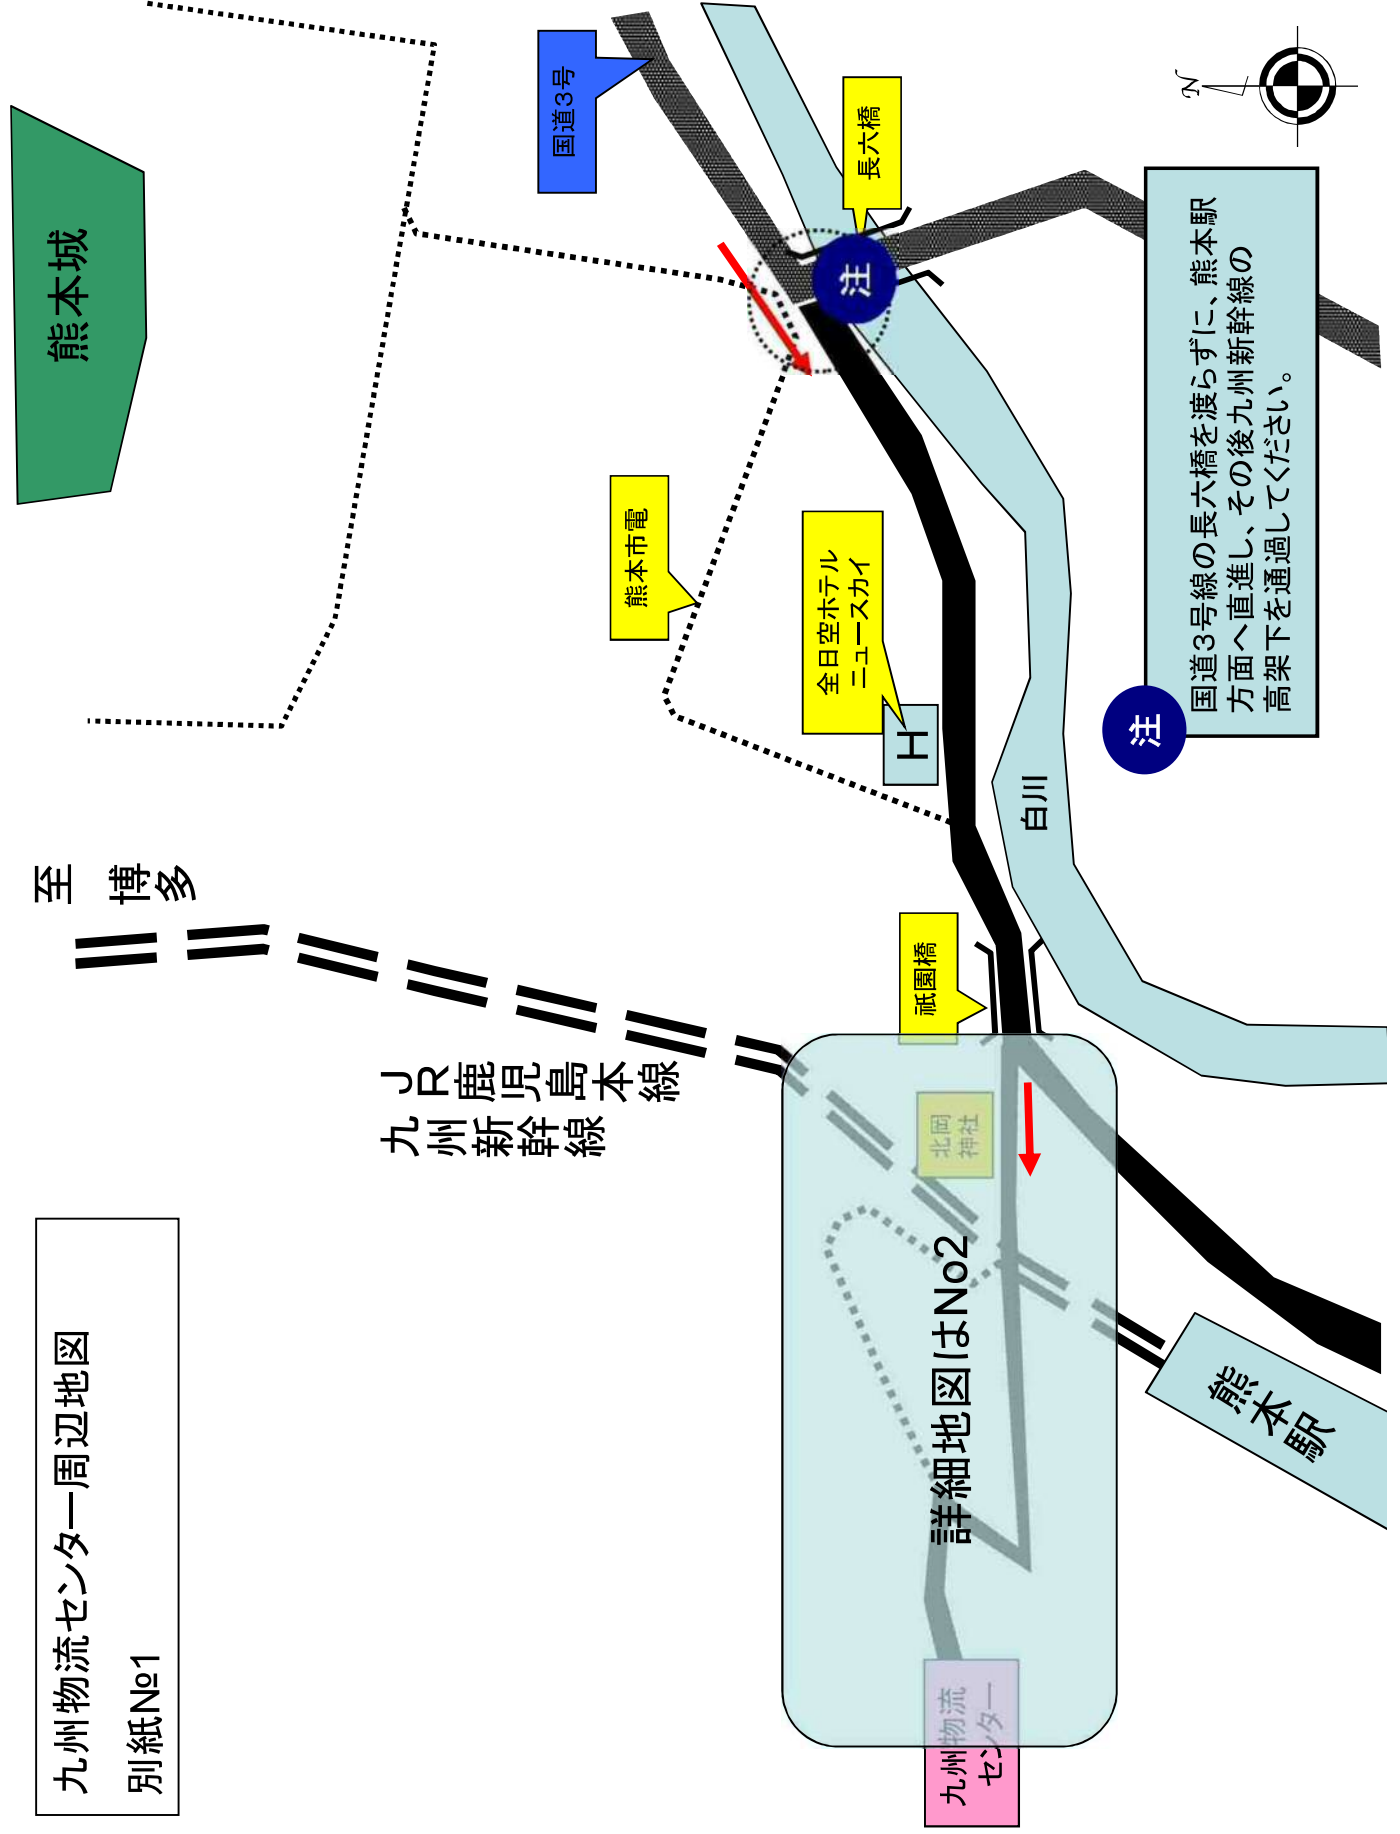 九州物流センター周辺地図
別紙№1
至 博多
熊本城
JR鹿児島本線
九州新幹線
国道3号
熊本市電
長六橋
注
全日空ホテル
ニュースカイ
H
祇園橋
白川
北岡
神社
詳細地図はNo2
九州物流
センター
熊本駅
注
国道3号線の長六橋を渡らずに、熊本駅
方面へ直進し、その後九州新幹線の
高架下を通過してください。
N